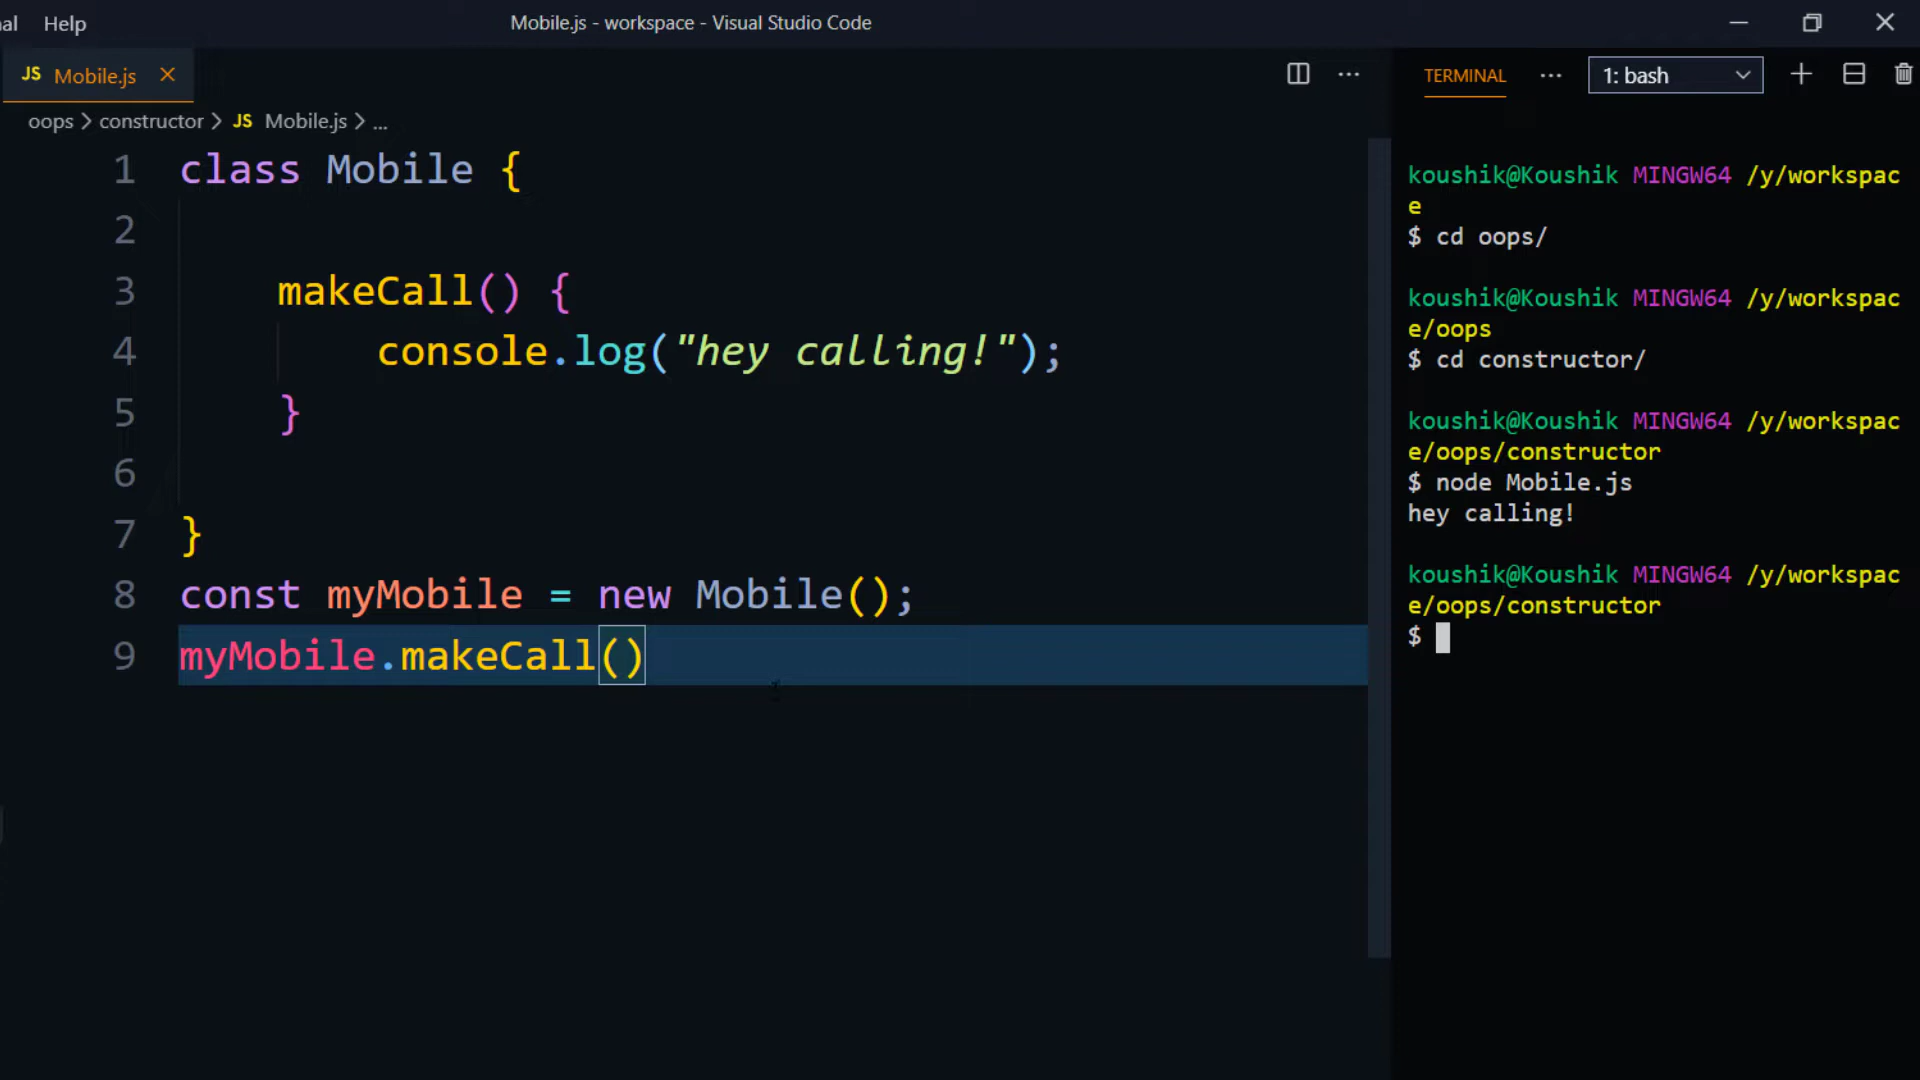 al Help Mobile.js - workspace - Visual Studio Code
JS Mobile.js
oops > constructor > JS Mobile.js > ...
1 class Mobile {
2
3 makeCall() {
4 console.log("hey calling!");
5 }
6
7 }
8 const myMobile = new Mobile();
9 myMobile.makeCall()
TERMINAL ... 1: bash
koushik@Koushik MINGW64 /y/workspac
e
$ cd oops/
koushik@Koushik MINGW64 /y/workspac
e/oops
$ cd constructor/
koushik@Koushik MINGW64 /y/workspac
e/oops/constructor
$ node Mobile.js
hey calling!
koushik@Koushik MINGW64 /y/workspac
e/oops/constructor
$